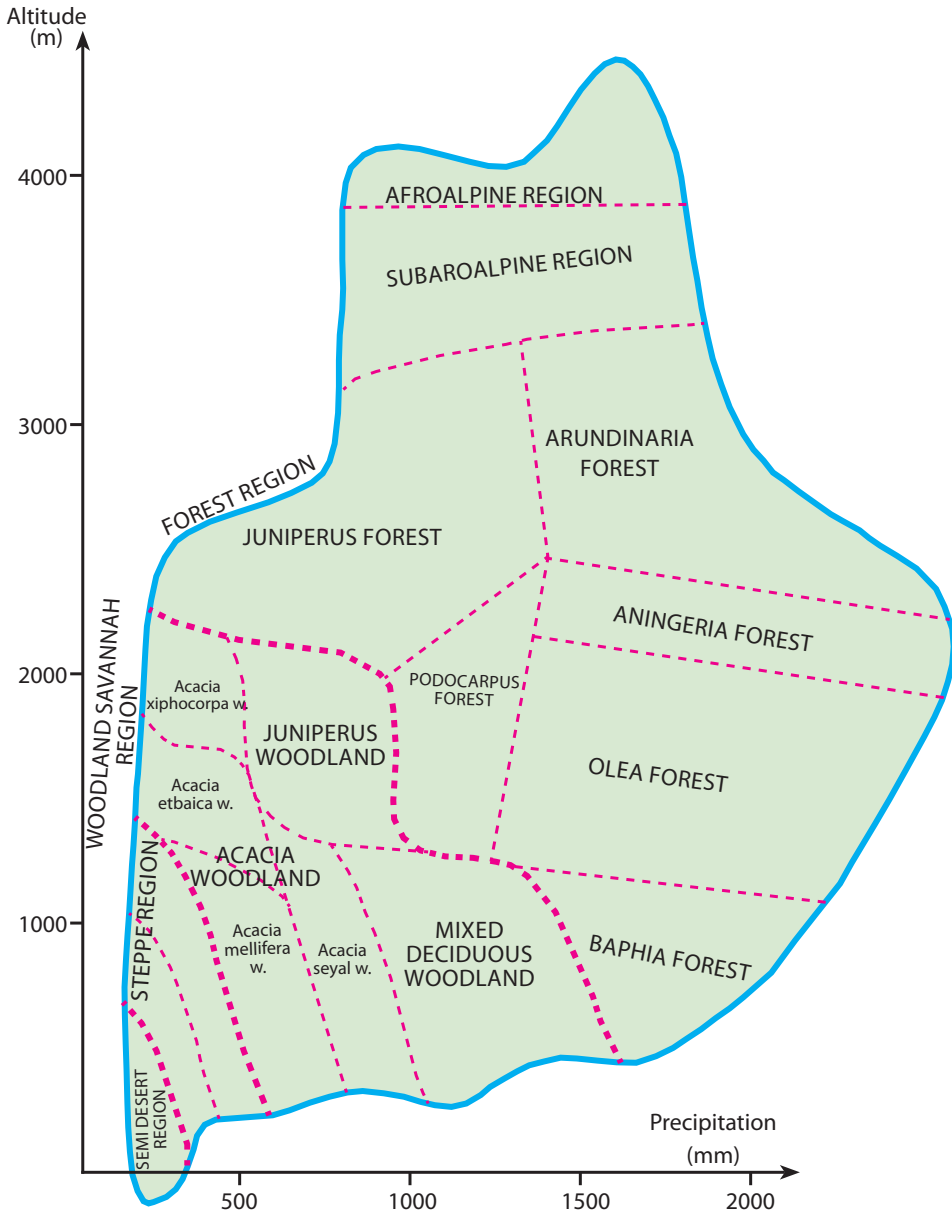 Altitude
(m)
4000
AFROALPINE REGION
SUBAROALPINE REGION
3000
ARUNDINARIA
FOREST
FOREST REGION
JUNIPERUS FOREST
ANINGERIA FOREST
WOODLAND SAVANNAH
REGION
2000
Acacia
xiphocorpa w.
PODOCARPUS
FOREST
JUNIPERUS
WOODLAND
OLEA FOREST
Acacia
etbaica w.
ACACIA
WOODLAND
STEPPE REGION
1000
Acacia
mellifera
w.
Acacia
seyal w.
MIXED
DECIDUOUS
WOODLAND
BAPHIA FOREST
SEMI DESERT
REGION
Precipitation
(mm)
500
1000
1500
2000